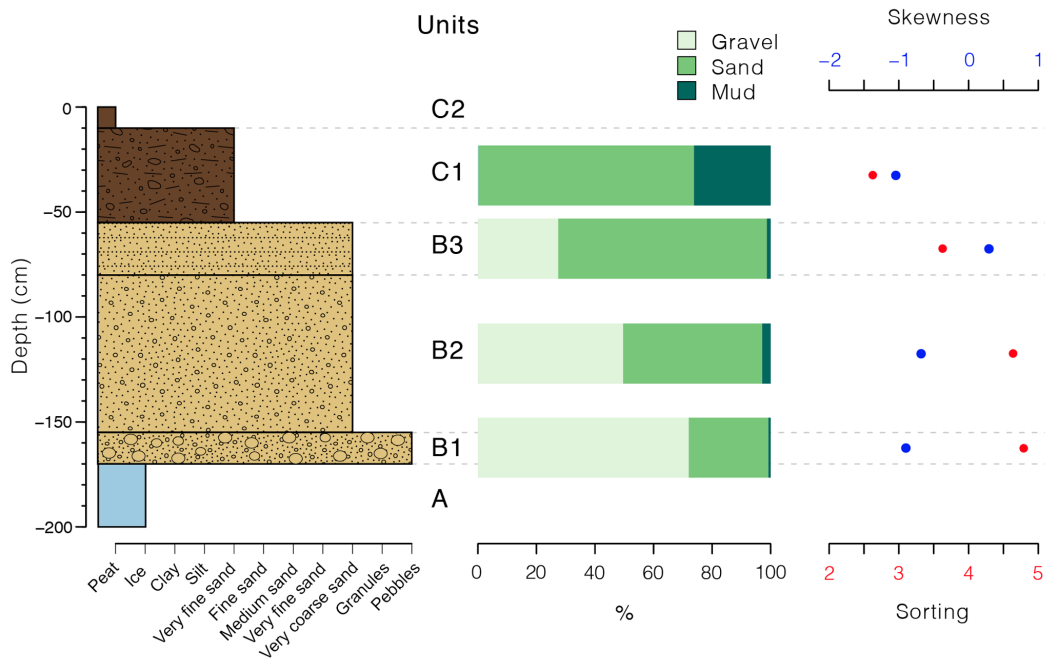 Units
Gravel
Sand
Mud
Skewness
−2 −1 0 1
Depth (cm)
0
−50
−100
−150
−200
C2
C1
B3
B2
B1
A
Peat
Ice
Clay
Silt
Very fine sand
Fine sand
Medium sand
Very fine sand
Very coarse sand
Granules
Pebbles
0 20 40 60 80 100
%
2 3 4 5
Sorting